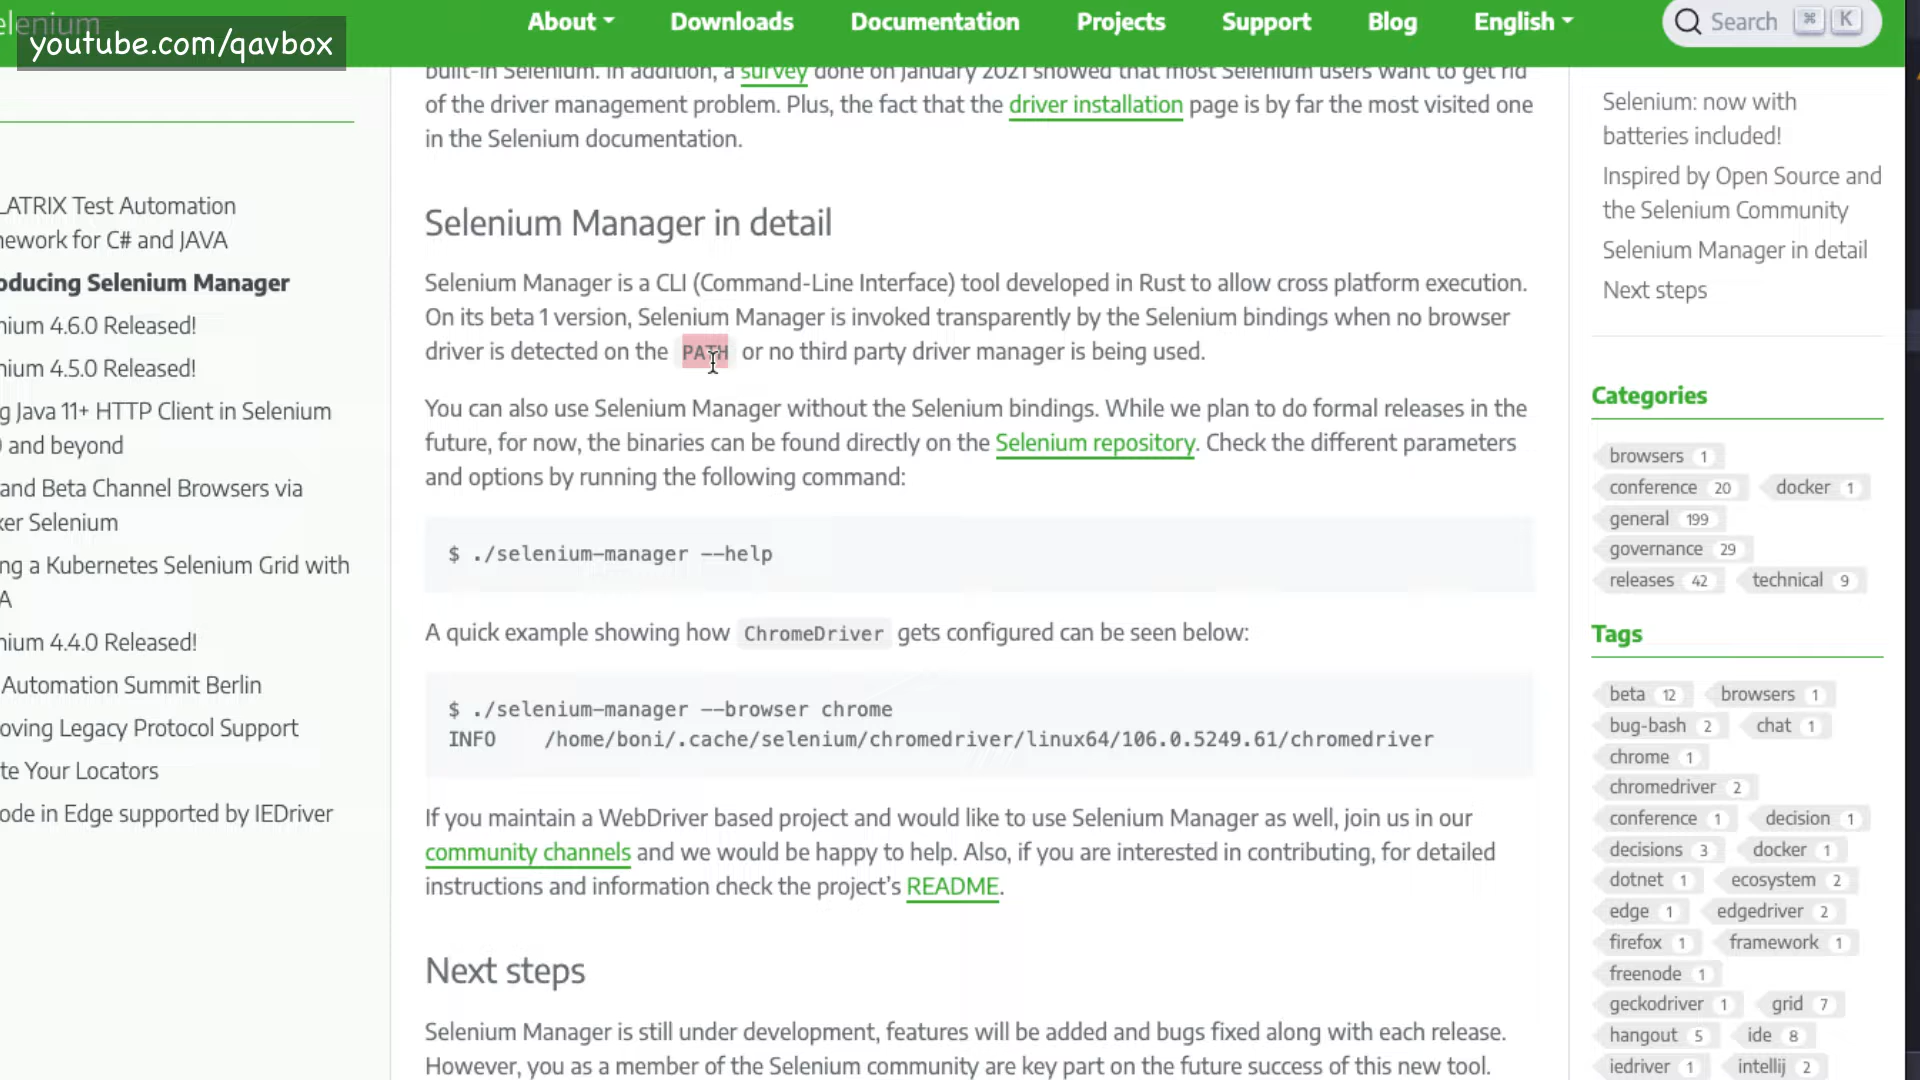 elenium
youtube.com/qavbox
About
Downloads
Documentation
Projects
Support
Blog
English
Search ⌘ K
LATRIX Test Automation
nework for C# and JAVA
oducing Selenium Manager
nium 4.6.0 Released!
nium 4.5.0 Released!
g Java 11+ HTTP Client in Selenium
and beyond
and Beta Channel Browsers via
ker Selenium
ng a Kubernetes Selenium Grid with
A
nium 4.4.0 Released!
Automation Summit Berlin
oving Legacy Protocol Support
te Your Locators
ode in Edge supported by IEDriver
built-in Selenium. In addition, a survey done on January 2021 showed that most Selenium users want to get rid
of the driver management problem. Plus, the fact that the driver installation page is by far the most visited one
in the Selenium documentation.
Selenium Manager in detail
Selenium Manager is a CLI (Command-Line Interface) tool developed in Rust to allow cross platform execution.
On its beta 1 version, Selenium Manager is invoked transparently by the Selenium bindings when no browser
driver is detected on the PATH or no third party driver manager is being used.
You can also use Selenium Manager without the Selenium bindings. While we plan to do formal releases in the
future, for now, the binaries can be found directly on the Selenium repository. Check the different parameters
and options by running the following command:
$ ./selenium-manager --help
A quick example showing how ChromeDriver gets configured can be seen below:
$ ./selenium-manager --browser chrome
INFO /home/boni/.cache/selenium/chromedriver/linux64/106.0.5249.61/chromedriver
If you maintain a WebDriver based project and would like to use Selenium Manager as well, join us in our
community channels and we would be happy to help. Also, if you are interested in contributing, for detailed
instructions and information check the project's README.
Next steps
Selenium Manager is still under development, features will be added and bugs fixed along with each release.
However, you as a member of the Selenium community are key part on the future success of this new tool.
Selenium: now with
batteries included!
Inspired by Open Source and
the Selenium Community
Selenium Manager in detail
Next steps
Categories
browsers 1
conference 20 docker 1
general 199
governance 29
releases 42 technical 9
Tags
beta 12 browsers 1
bug-bash 2 chat 1
chrome 1
chromedriver 2
conference 1 decision 1
decisions 3 docker 1
dotnet 1 ecosystem 2
edge 1 edgedriver 2
firefox 1 framework 1
freenode 1
geckodriver 1 grid 7
hangout 5 ide 8
iedriver 1 intellij 2